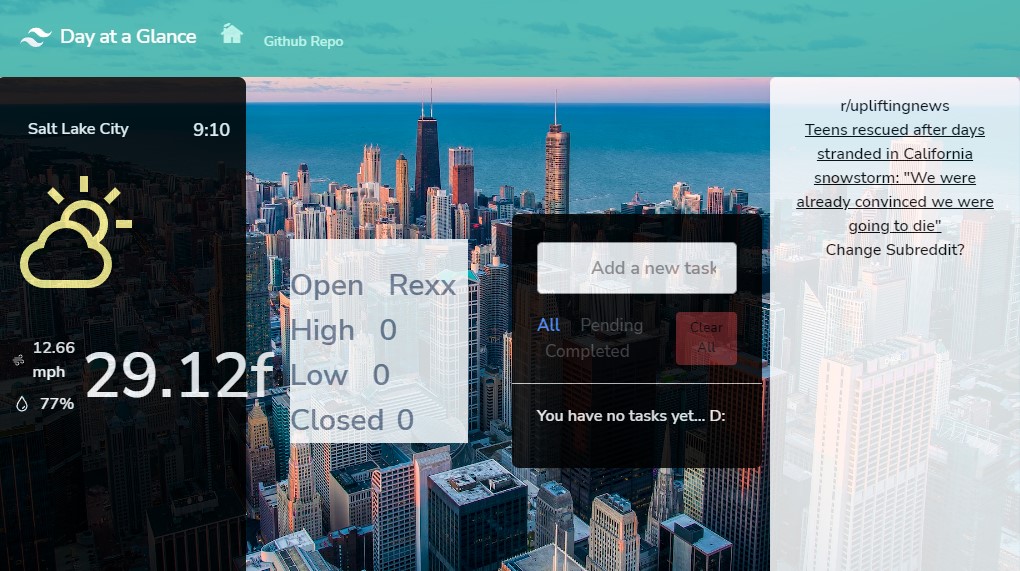 Day at a Glance
Github Repo
Salt Lake City
9:10
12.66
mph
29.12f
77%
Open Rexx
High 0
Low 0
Closed 0
Add a new task
All Pending
Completed
Clear
All
You have no tasks yet... D:
r/upliftingnews
Teens rescued after days
stranded in California
snowstorm: "We were
already convinced we were
going to die"
Change Subreddit?